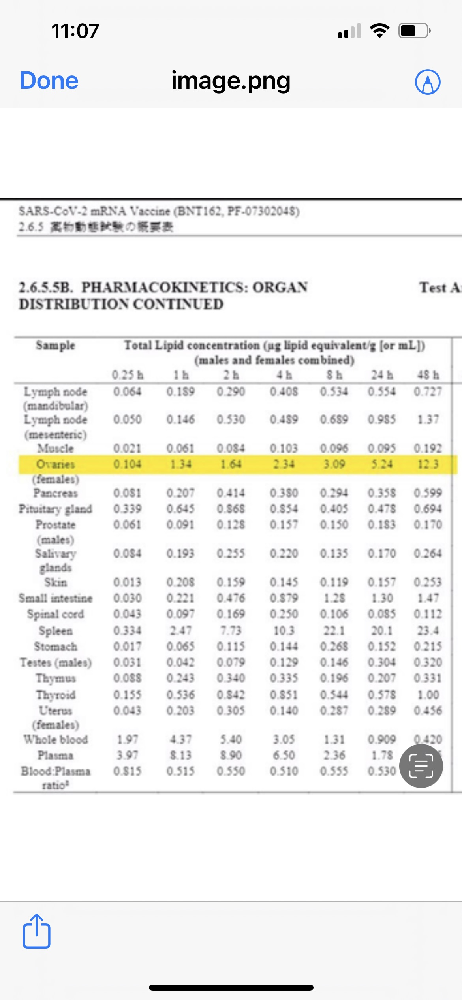 11:07
Done image.png
SARS-CoV-2 mRNA Vaccine (BNT162, PF-07302048)
2.6.5 薬物動態試験の概要表
2.6.5.5B. PHARMACOKINETICS: ORGAN Test
DISTRIBUTION CONTINUED
Sample Total Lipid concentration (µg lipid equivalent/g [or mL])
(males and females combined)
0.25 h 1 h 2 h 4 h 8 h 24 h 48 h
Lymph node 0.064 0.189 0.290 0.408 0.534 0.554 0.727
(mandibular)
Lymph node 0.050 0.146 0.530 0.489 0.689 0.985 1.37
(mesenteric)
Muscle 0.021 0.061 0.084 0.103 0.096 0.095 0.192
Ovaries 0.104 1.34 1.64 2.34 3.09 5.24 12.3
(females)
Pancreas 0.081 0.207 0.414 0.380 0.294 0.358 0.599
Pituitary gland 0.339 0.645 0.868 0.854 0.405 0.478 0.694
Prostate 0.061 0.091 0.128 0.157 0.150 0.183 0.170
(males)
Salivary 0.084 0.193 0.255 0.220 0.135 0.170 0.264
glands
Skin 0.013 0.208 0.159 0.145 0.119 0.157 0.253
Small intestine 0.030 0.221 0.476 0.879 1.28 1.30 1.47
Spinal cord 0.043 0.097 0.169 0.250 0.106 0.085 0.112
Spleen 0.334 2.47 7.73 10.3 22.1 20.1 23.4
Stomach 0.017 0.065 0.115 0.144 0.268 0.152 0.215
Testes (males) 0.031 0.042 0.079 0.129 0.146 0.304 0.320
Thymus 0.088 0.243 0.340 0.335 0.196 0.207 0.331
Thyroid 0.155 0.536 0.842 0.851 0.544 0.578 1.00
Uterus 0.043 0.203 0.305 0.140 0.287 0.289 0.456
(females)
Whole blood 1.97 4.37 5.40 3.05 1.31 0.909 0.420
Plasma 3.97 8.13 8.90 6.50 2.36 1.78
Blood:Plasma 0.815 0.515 0.550 0.510 0.555 0.530
ratio